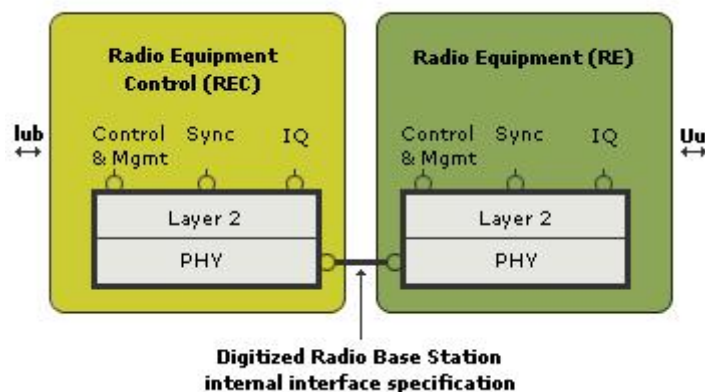 Radio Equipment
Control (REC)
Radio Equipment (RE)
Iub
Control
& Mgmt
Sync
IQ
Control
& Mgmt
Sync
IQ
Uu
Layer 2
PHY
Layer 2
PHY
Digitized Radio Base Station
internal interface specification